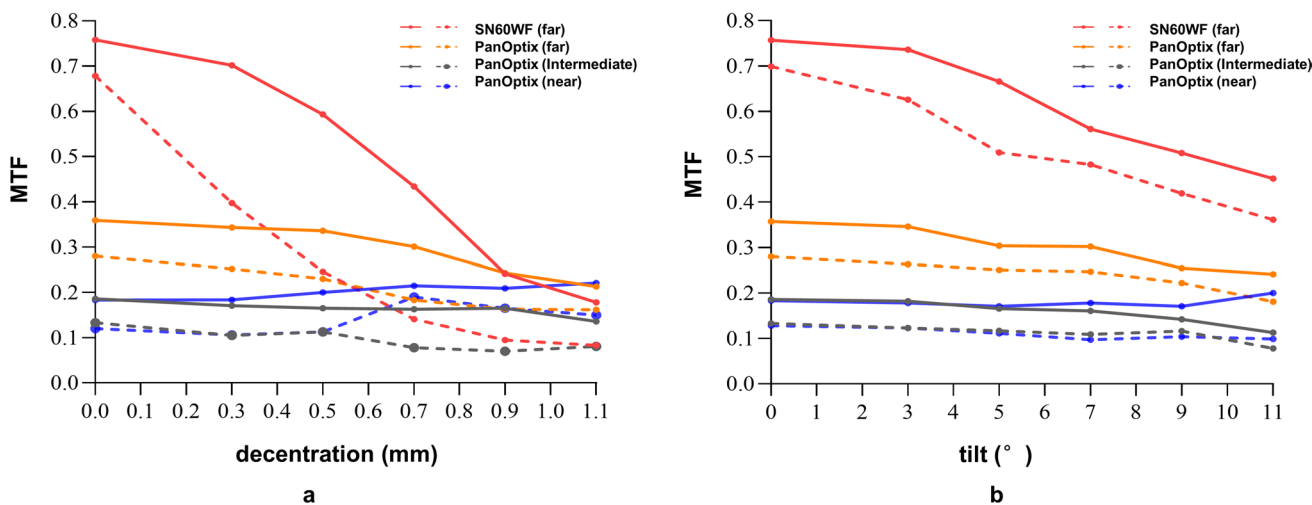 0.8
0.7
0.6
0.5
0.4
0.3
0.2
0.1
0.0
MTF
0.0 0.1 0.2 0.3 0.4 0.5 0.6 0.7 0.8 0.9 1.0 1.1
decentration (mm)
SN60WF (far)
PanOptix (far)
PanOptix (Intermediate)
PanOptix (near)
a
0.8
0.7
0.6
0.5
0.4
0.3
0.2
0.1
0.0
MTF
0 1 2 3 4 5 6 7 8 9 10 11
tilt (° )
SN60WF (far)
PanOptix (far)
PanOptix (Intermediate)
PanOptix (near)
b